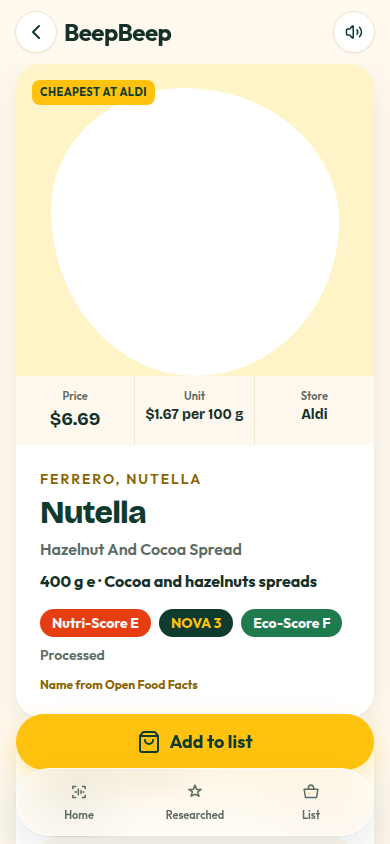 BeepBeep
CHEAPEST AT ALDI
Price
$6.69
Unit
$1.67 per 100 g
Store
Aldi
FERRERO, NUTELLA
Nutella
Hazelnut And Cocoa Spread
400 g e · Cocoa and hazelnuts spreads
Nutri-Score E
NOVA 3
Eco-Score F
Processed
Name from Open Food Facts
Add to list
Home
Researched
List